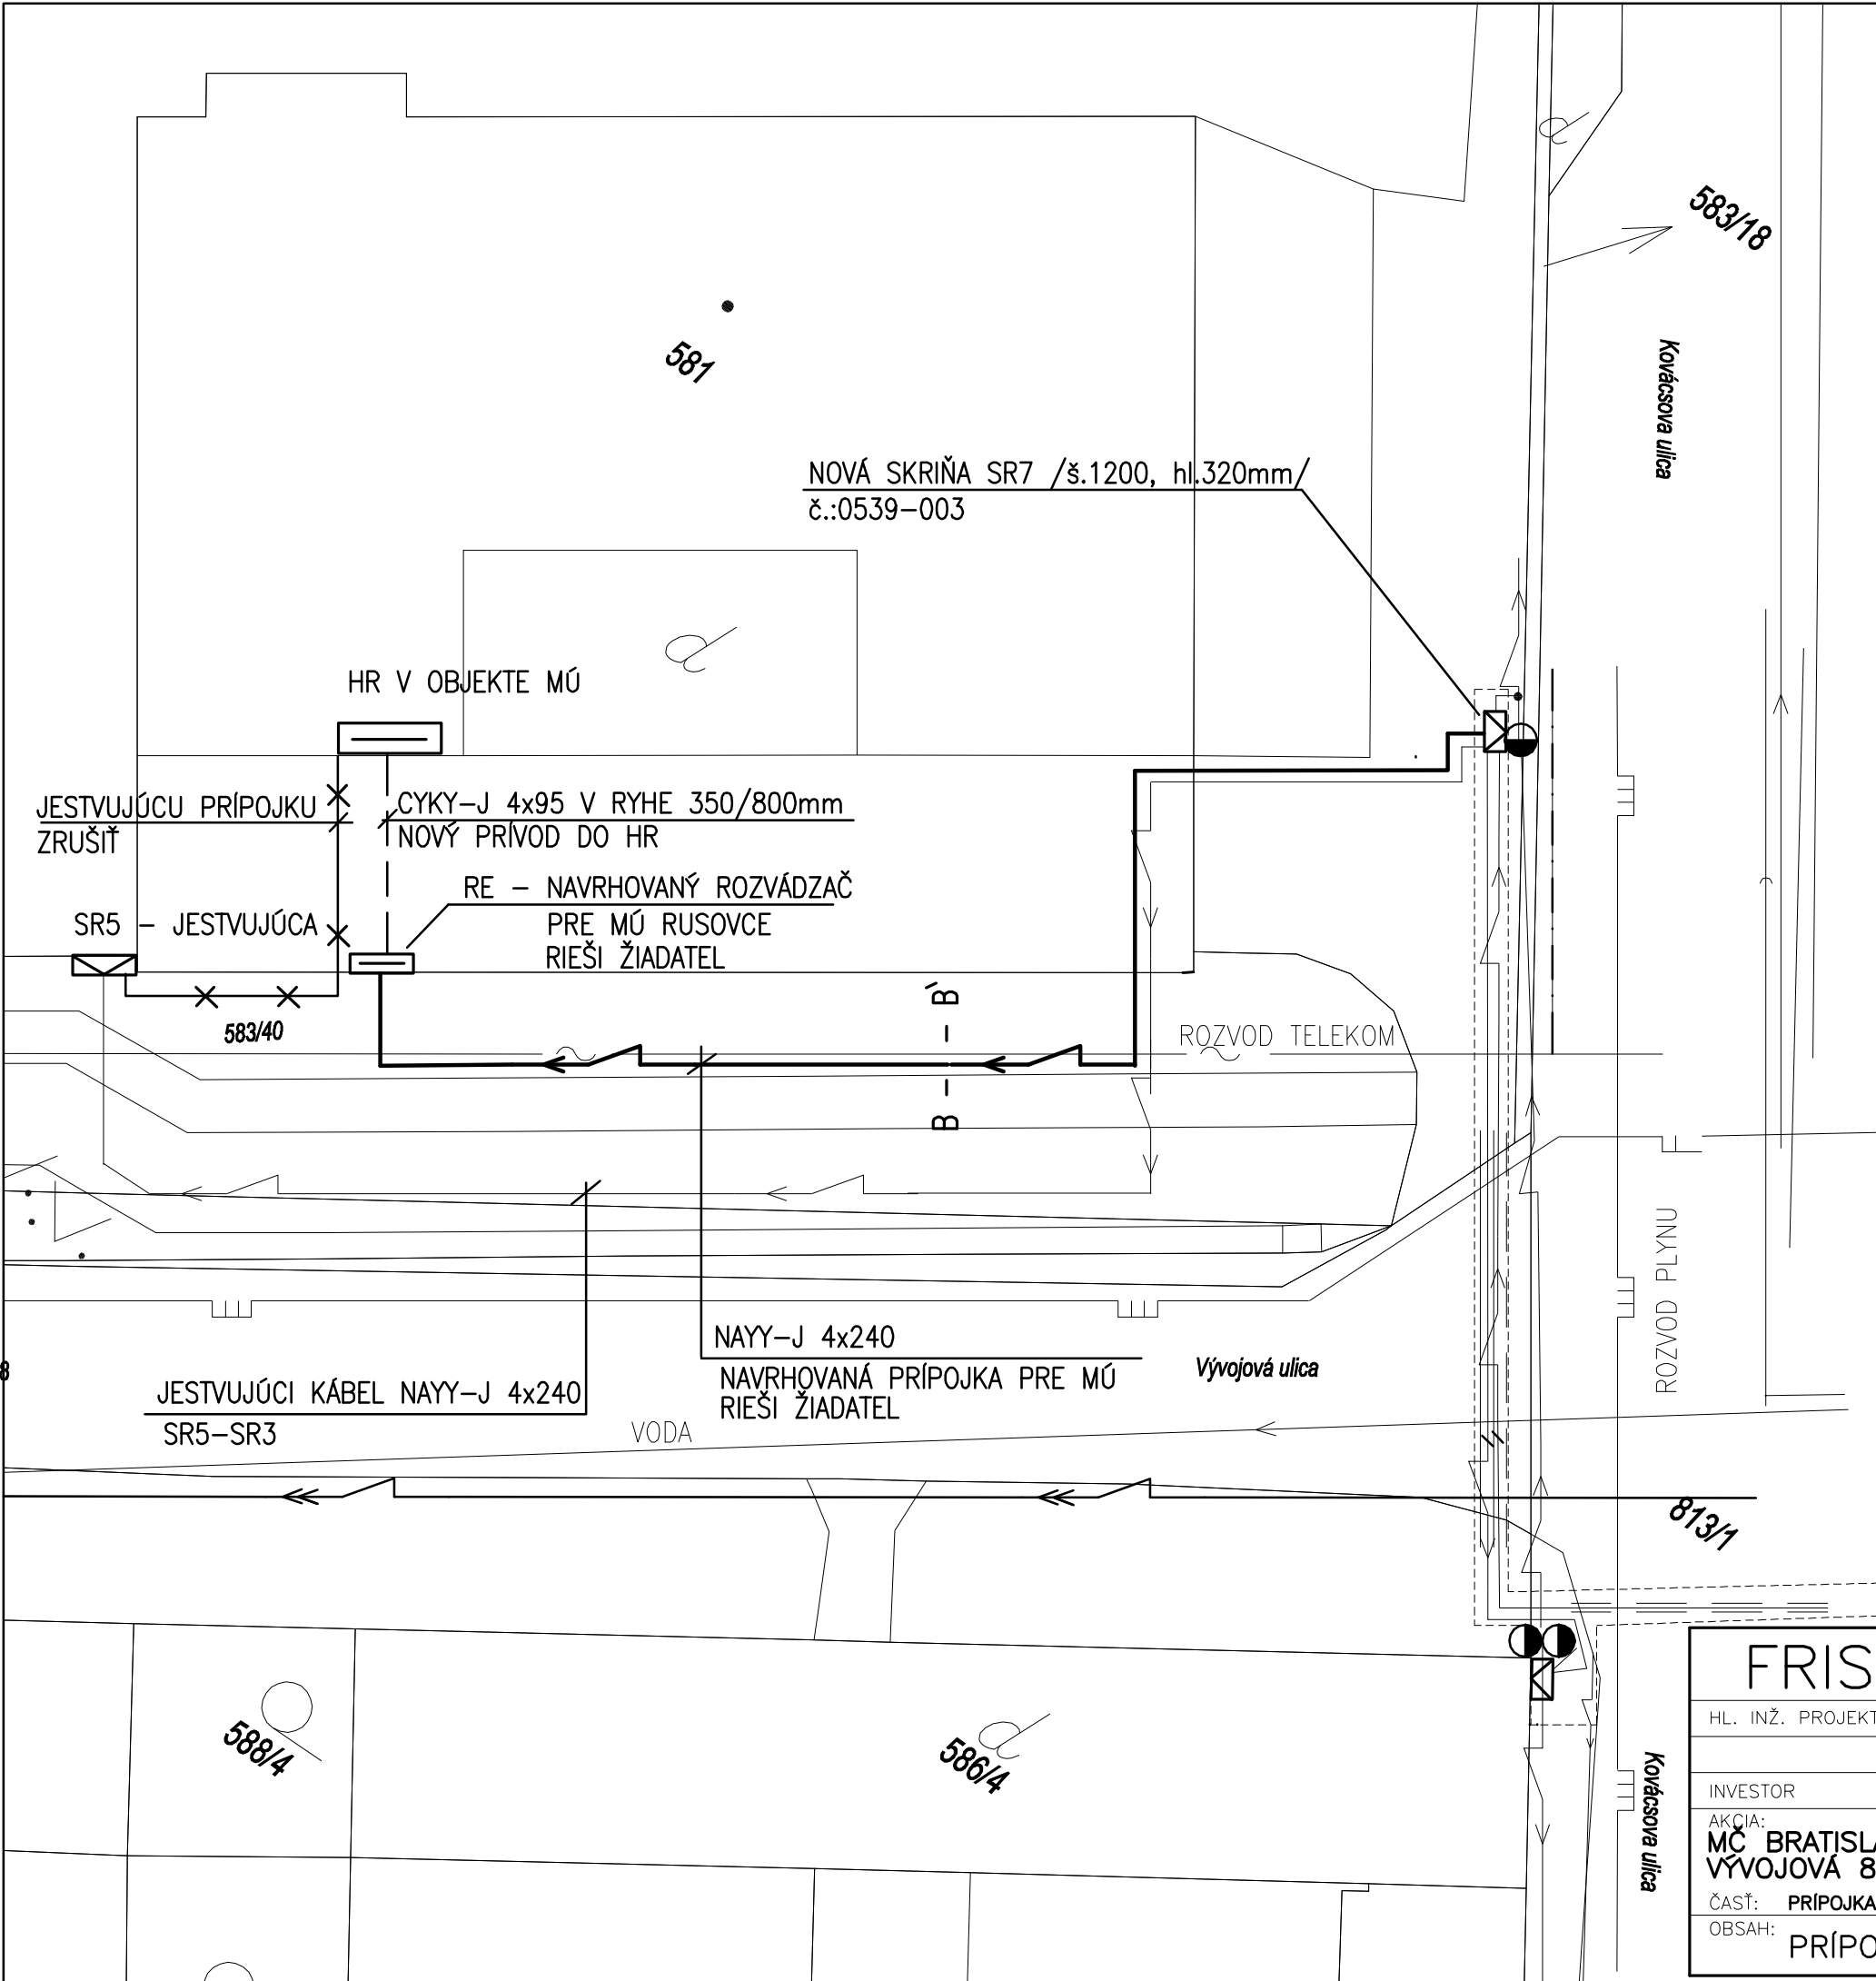 583/18
Kovácsova ulica
581
NOVÁ SKRIŇA SR7 /š.1200, hl.320mm/
č.:0539-003
HR V OBJEKTE MÚ
JESTVUJÚCU PRÍPOJKU
ZRUŠIŤ
CYKY-J 4x95 V RYHE 350/800mm
NOVÝ PRÍVOD DO HR
RE - NAVRHOVANÝ ROZVÁDZAČ
PRE MÚ RUSOVCE
RIEŠI ŽIADATEL
SR5 - JESTVUJÚCA
583/40
B - - B´
ROZVOD TELEKOM
ROZVOD PLYNU
NAYY-J 4x240
NAVRHOVANÁ PRÍPOJKA PRE MÚ
RIEŠI ŽIADATEL
Vývojová ulica
8
JESTVUJÚCI KÁBEL NAYY-J 4x240
SR5-SR3
VODA
813/1
588/4
586/4
Kovácsova ulica
FRIS
HL. INŽ. PROJEKT
INVESTOR
AKCIA:
MČ BRATISLA
VÝVOJOVÁ 8
ČASŤ: PRÍPOJKA
OBSAH: PRÍPO